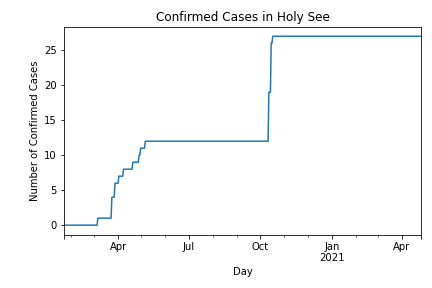 Confirmed Cases in Holy See
Number of Confirmed Cases
25
20
15
10
5
0
Apr Jul Oct Jan Apr
2021
Day